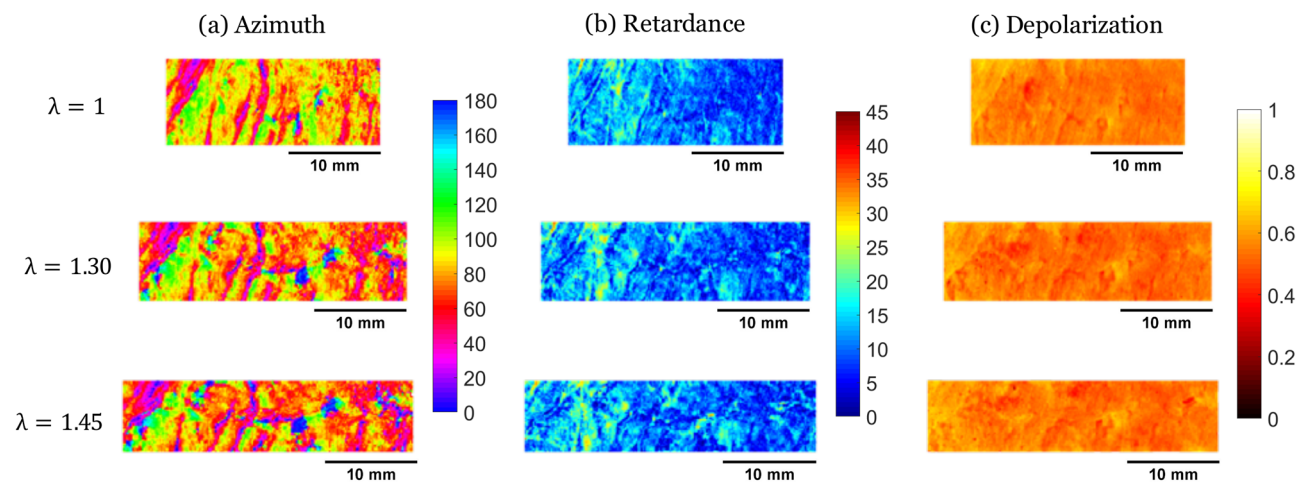 (a) Azimuth
(b) Retardance
(c) Depolarization
λ = 1
10 mm
10 mm
10 mm
λ = 1.30
10 mm
10 mm
10 mm
λ = 1.45
10 mm
10 mm
10 mm
180
160
140
120
100
80
60
40
20
0
45
40
35
30
25
20
15
10
5
0
1
0.8
0.6
0.4
0.2
0